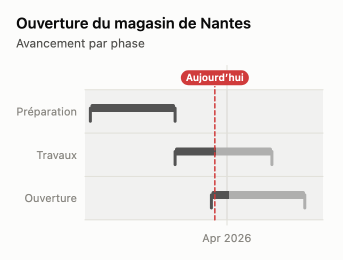 Ouverture du magasin de Nantes
Avancement par phase
Aujourd’hui
Préparation
Travaux
Ouverture
Apr 2026